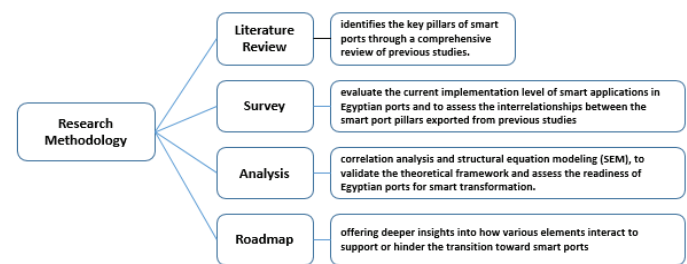 Research
Methodology
Literature
Review
identifies the key pillars of smart
ports through a comprehensive
review of previous studies.
Survey
evaluate the current implementation level of smart applications in
Egyptian ports and to assess the interrelationships between the
smart port pillars exported from previous studies
Analysis
correlation analysis and structural equation modeling (SEM), to
validate the theoretical framework and assess the readiness of
Egyptian ports for smart transformation.
Roadmap
offering deeper insights into how various elements interact to
support or hinder the transition toward smart ports